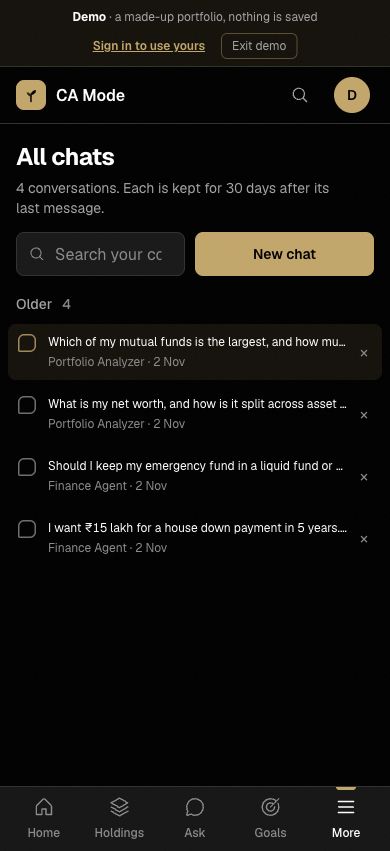 Demo · a made-up portfolio, nothing is saved
Sign in to use yours
Exit demo
CA Mode
D
All chats
4 conversations. Each is kept for 30 days after its
last message.
Search your cc
New chat
Older 4
Which of my mutual funds is the largest, and how mu...
Portfolio Analyzer · 2 Nov
×
What is my net worth, and how is it split across asset ...
Portfolio Analyzer · 2 Nov
×
Should I keep my emergency fund in a liquid fund or ...
Finance Agent · 2 Nov
×
I want ₹15 lakh for a house down payment in 5 years....
Finance Agent · 2 Nov
×
Home
Holdings
Ask
Goals
More